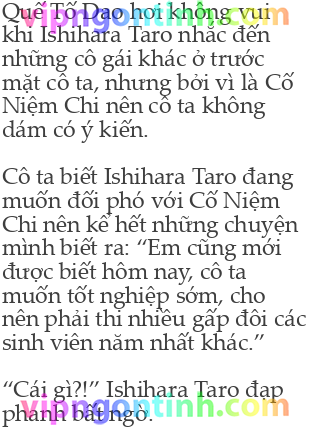 Quế Tố Dao hơi không vui
vipngontinh.com
khi Ishihara Taro nhắc đến
những cô gái khác ở trước
mặt cô ta, nhưng bởi vì là Cố
Niệm Chi nên cô ta không
dám có ý kiến.
Cô ta biết Ishihara Taro đang
muốn đối phó với Cố Niệm
Chi nên kể hết những chuyện
mình biết ra: “Em cũng mới
được biết hôm nay, cô ta
muốn tốt nghiệp sớm, cho
nên phải thi nhiều gấp đôi các
sinh viên năm nhất khác.”
“Cái gì?!” Ishihara Taro đạp
phanh bất ngờ.
vipngontinh.com